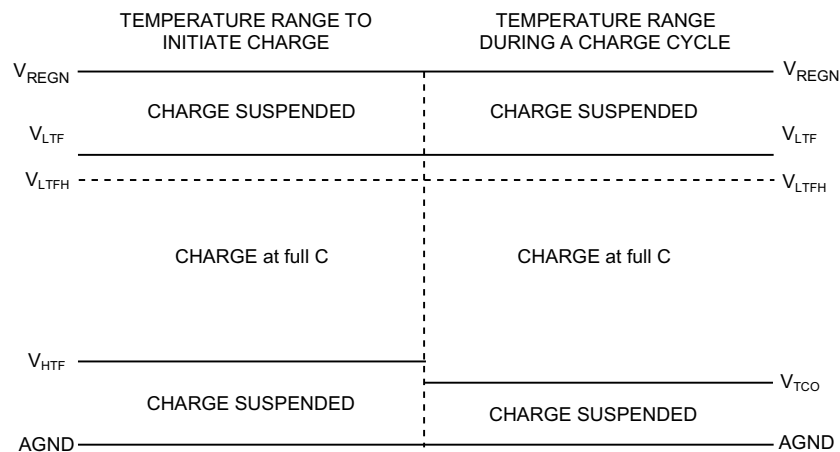 TEMPERATURE RANGE TO
INITIATE CHARGE
TEMPERATURE RANGE
DURING A CHARGE CYCLE
VREGN
VREGN
CHARGE SUSPENDED
CHARGE SUSPENDED
VLTF
VLTF
VLTFH
VLTFH
CHARGE at full C
CHARGE at full C
VHTF
VTCO
CHARGE SUSPENDED
CHARGE SUSPENDED
AGND
AGND